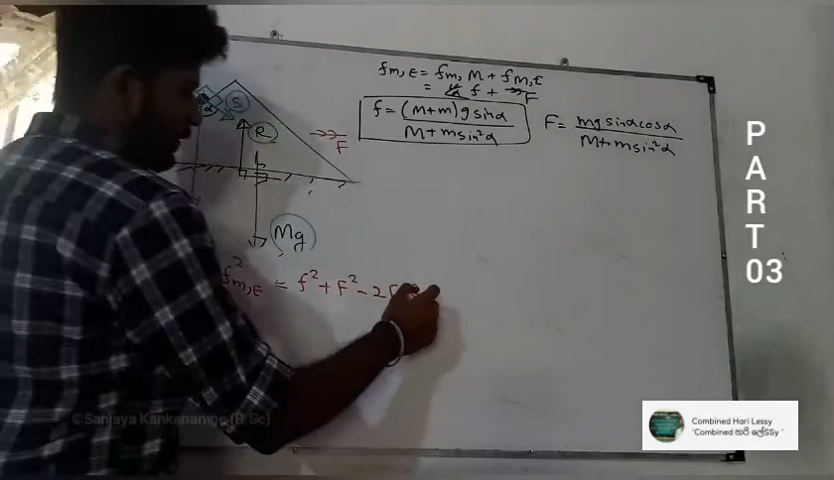 fm,E = fm,M + fM,E
= f + F
f = (M+m)g sinα / M+m sin²α
F = mg sinα cosα / M+m sin²α
S
R
F
Mg
f²m,E = f² + F² - 2
PART 03
©Sanjaya Kankanamge (B.Sc)
Combined Hari Lessy
"Combined හරි ලේසිy"